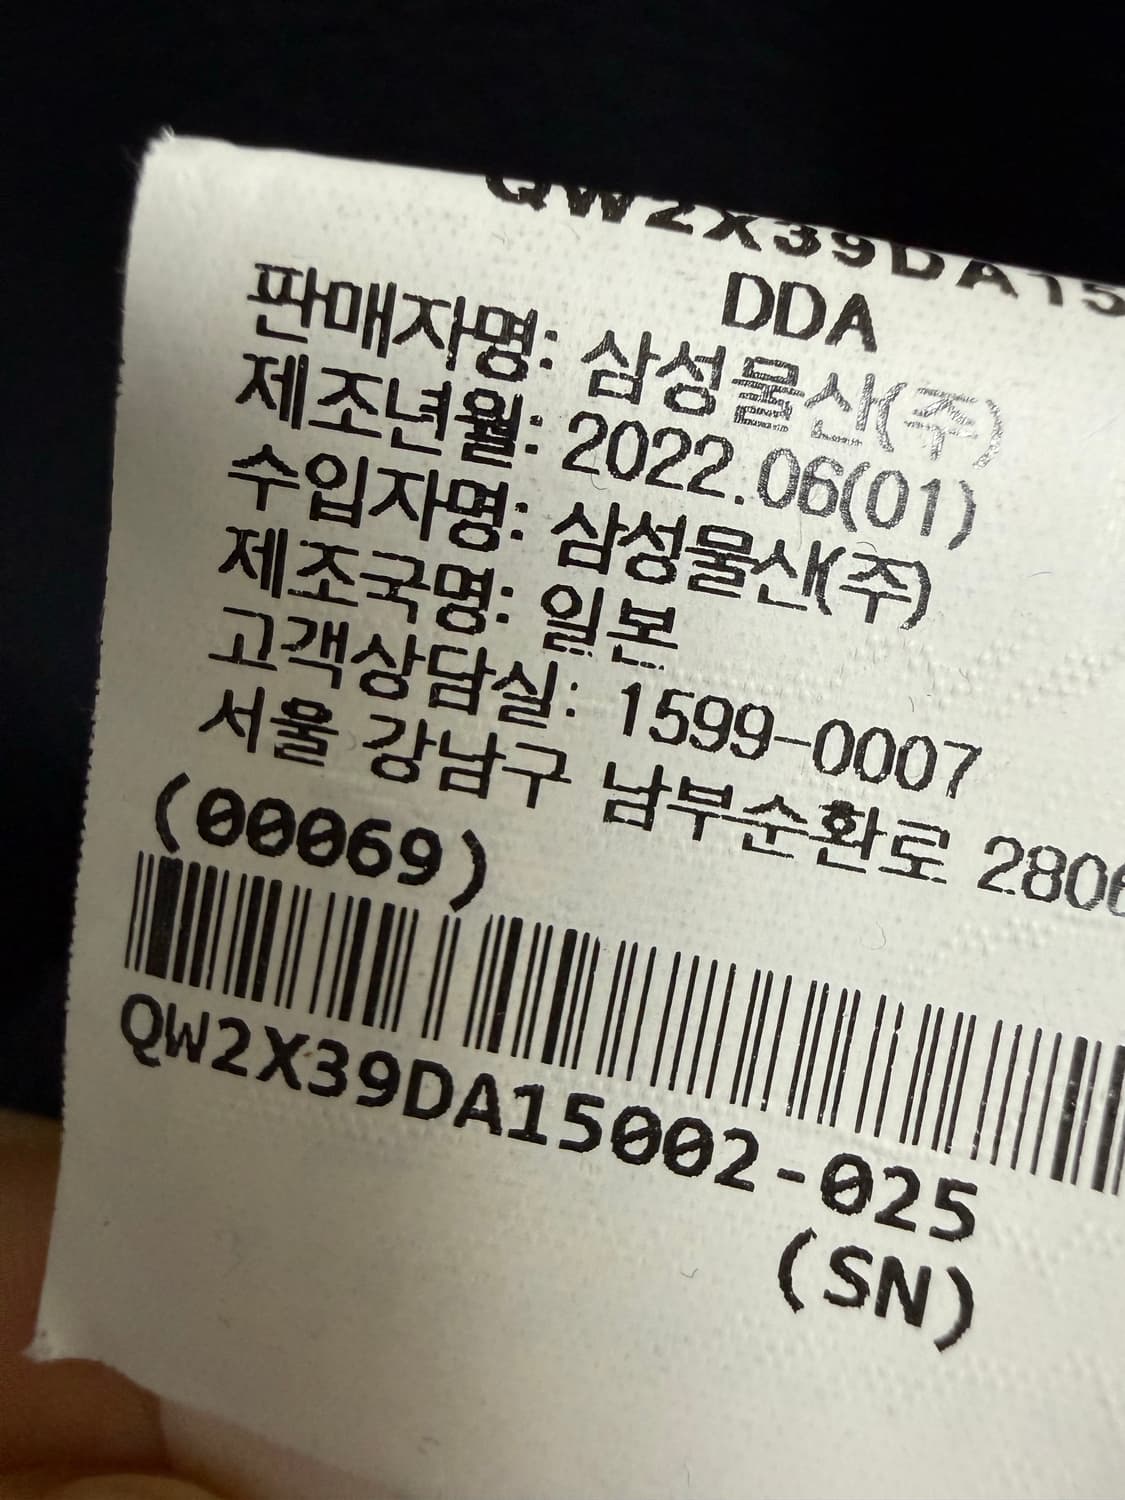 QW2X39DA15
DDA
판매자명: 삼성물산(주)
제조년월: 2022.06(01)
수입자명: 삼성물산(주)
제조국명: 일본
고객상담실: 1599-0007
서울 강남구 남부순환로 2806
(00069)
QW2X39DA15002-025
(SN)